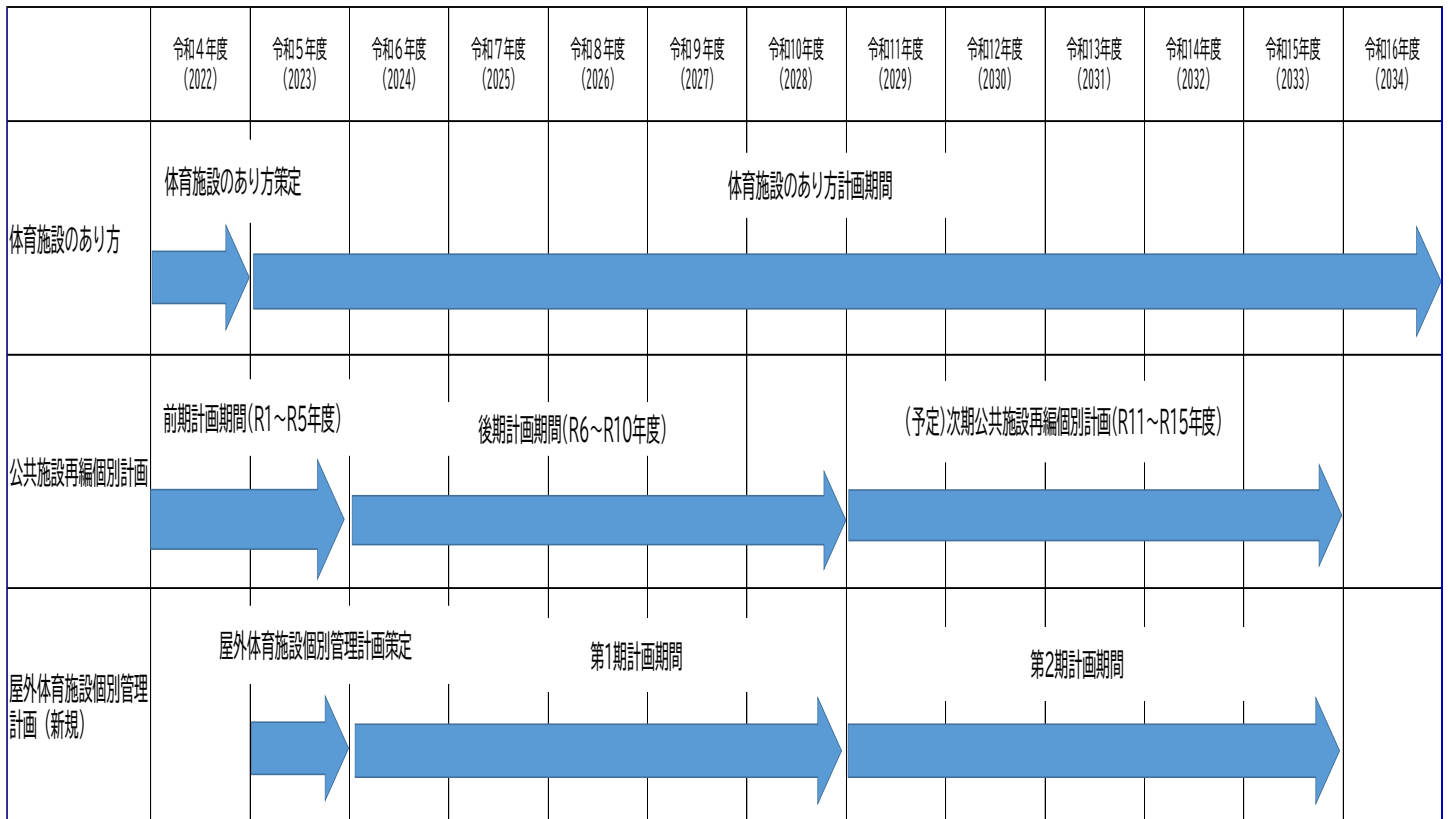 令和4年度
(2022)
令和5年度
(2023)
令和6年度
(2024)
令和7年度
(2025)
令和8年度
(2026)
令和9年度
(2027)
令和10年度
(2028)
令和11年度
(2029)
令和12年度
(2030)
令和13年度
(2031)
令和14年度
(2032)
令和15年度
(2033)
令和16年度
(2034)
体育施設のあり方
体育施設のあり方策定
体育施設のあり方計画期間
公共施設再編個別計画
前期計画期間(R1～R5年度)
後期計画期間(R6～R10年度)
(予定)次期公共施設再編個別計画(R11～R15年度)
屋外体育施設個別管理
計画（新規）
屋外体育施設個別管理計画策定
第1期計画期間
第2期計画期間